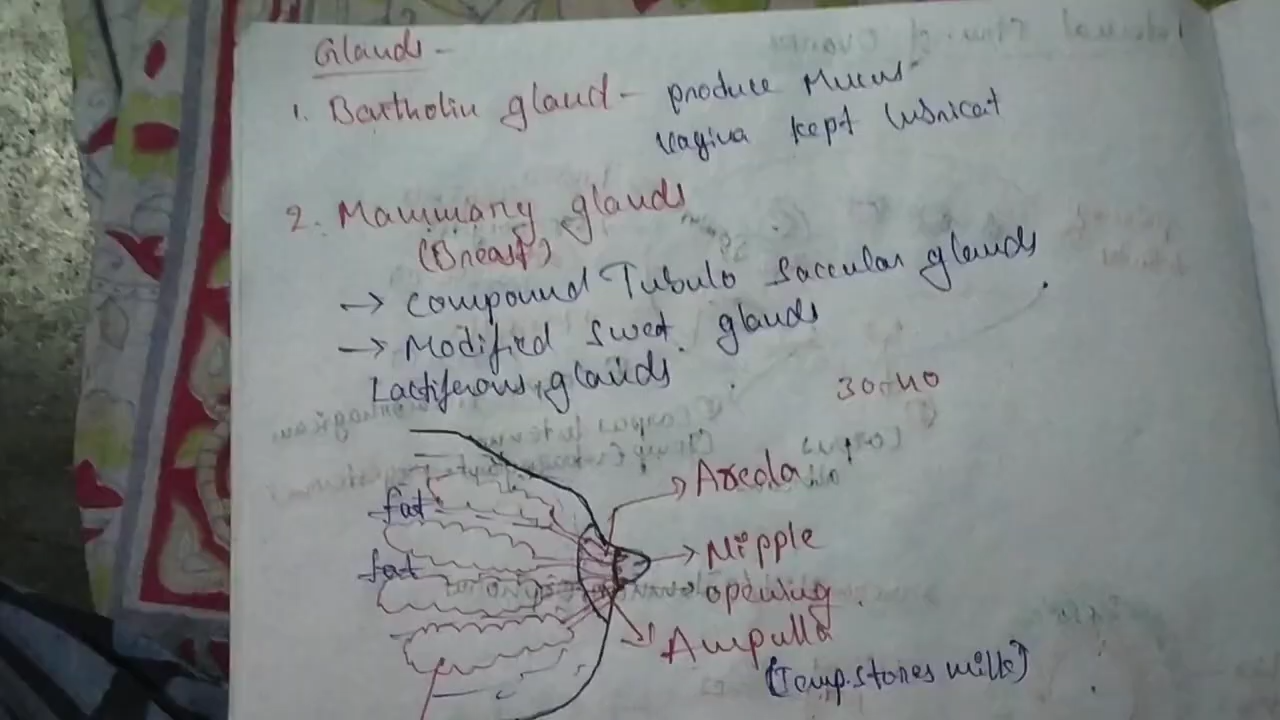 Glands-
1. Bartholin gland - produce Mucus
vagina kept lubricat
2. Mammary glands
(Breast)
→ Compound Tubulo Saccular glands
→ Modified Swet glands
Lactiferous glands
30-40
Areola
fat
Nipple
fat
opening.
Ampulla
(Temp. stores milk)